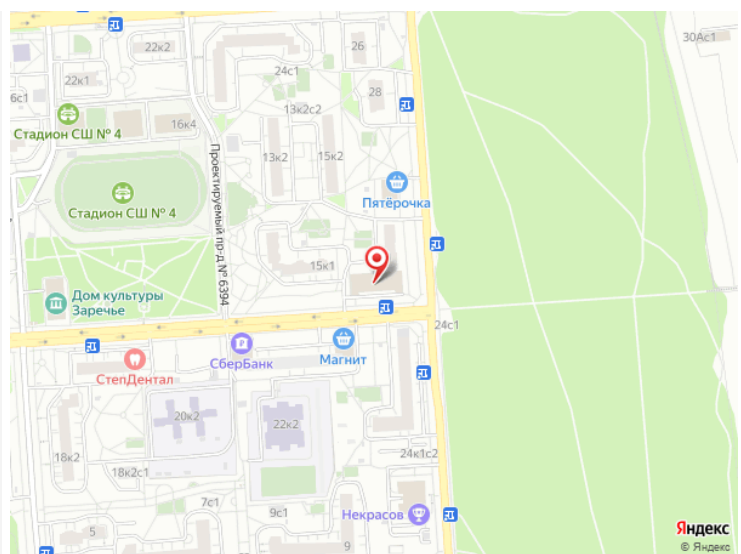 22к2
26
30Ас1
24с1
22к1
28
6с1
13к2с2
Стадион СШ № 4
16к4
13к2
15к2
Проектируемый пр-д № 6394
Пятёрочка
Стадион СШ № 4
15к1
Дом культуры
Заречье
24с1
СберБанк
Магнит
СтепДентал
20к2
22к2
18к2
24к1с2
18к2с1
7с1
9с1
Некрасов
5
9
Яндекс
© Яндекс